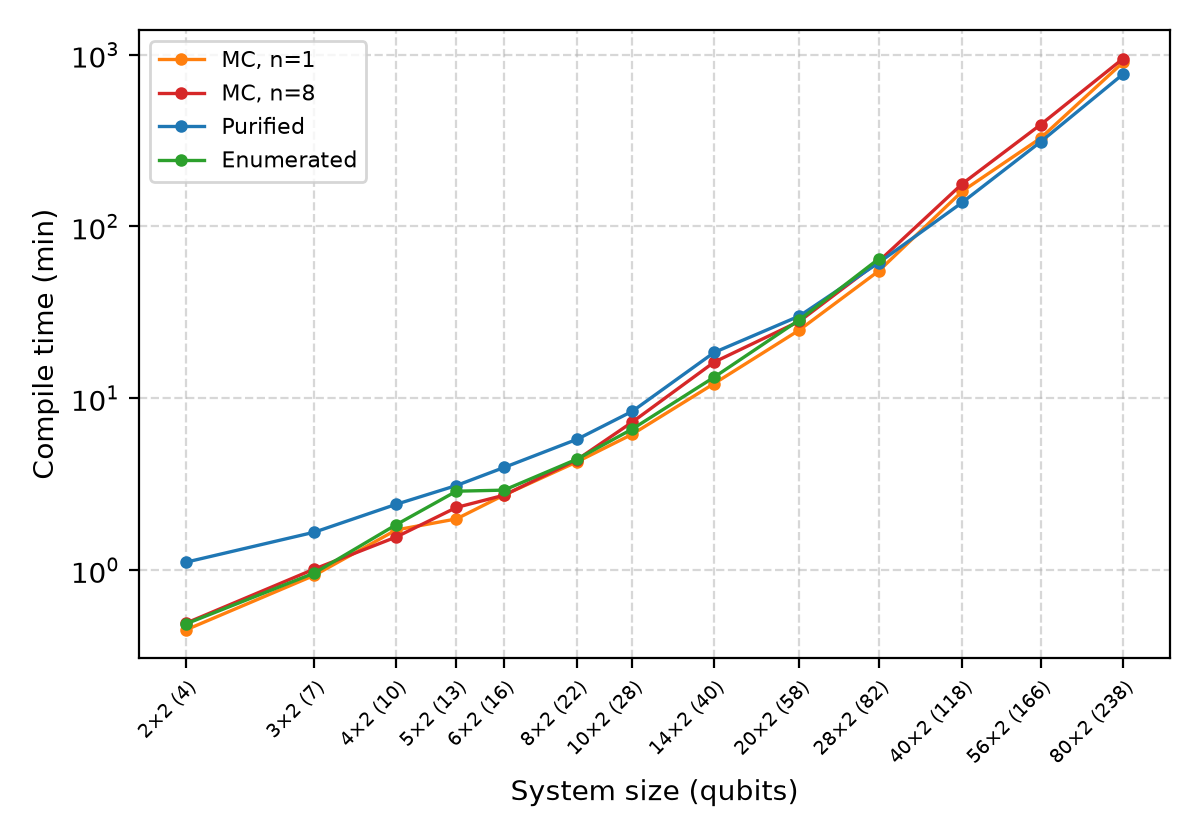 10³
10²
10¹
10⁰
Compile time (min)
MC, n=1
MC, n=8
Purified
Enumerated
2×2 (4)
3×2 (7)
4×2 (10)
5×2 (13)
6×2 (16)
8×2 (22)
10×2 (28)
14×2 (40)
20×2 (58)
28×2 (82)
40×2 (118)
56×2 (166)
80×2 (238)
System size (qubits)